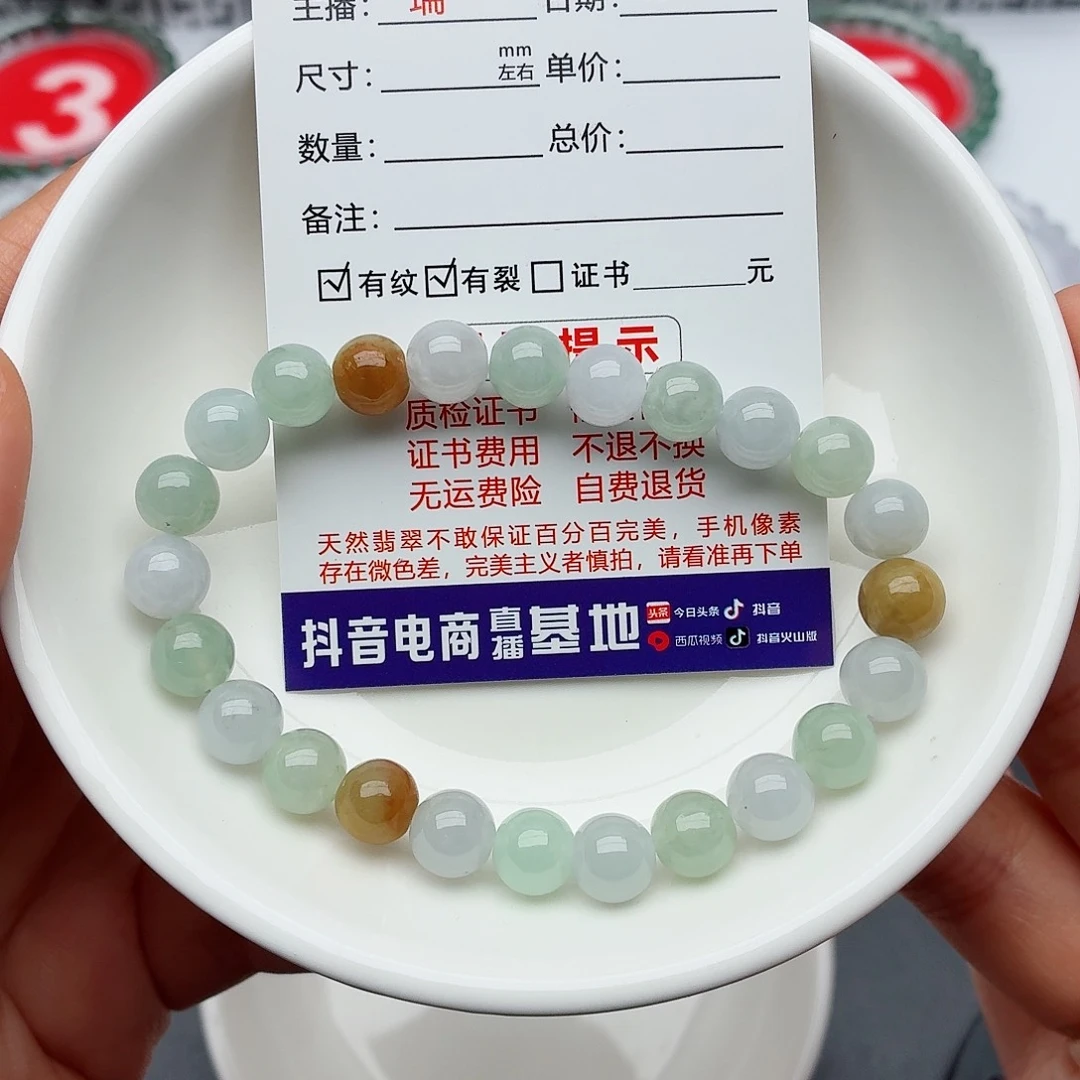 3
5
主播： 瑞 日期：
尺寸： mm
左右 单价：
数量： 总价：
备注：
有纹 有裂 证书 元
提示
质检证书
证书费用 不退不换
无运费险 自费退货
天然翡翠不敢保证百分百完美，手机像素
存在微色差，完美主义者慎拍，请看准再下单
抖音电商 直播 基地 头条 今日头条 抖音
西瓜视频 抖音火山版